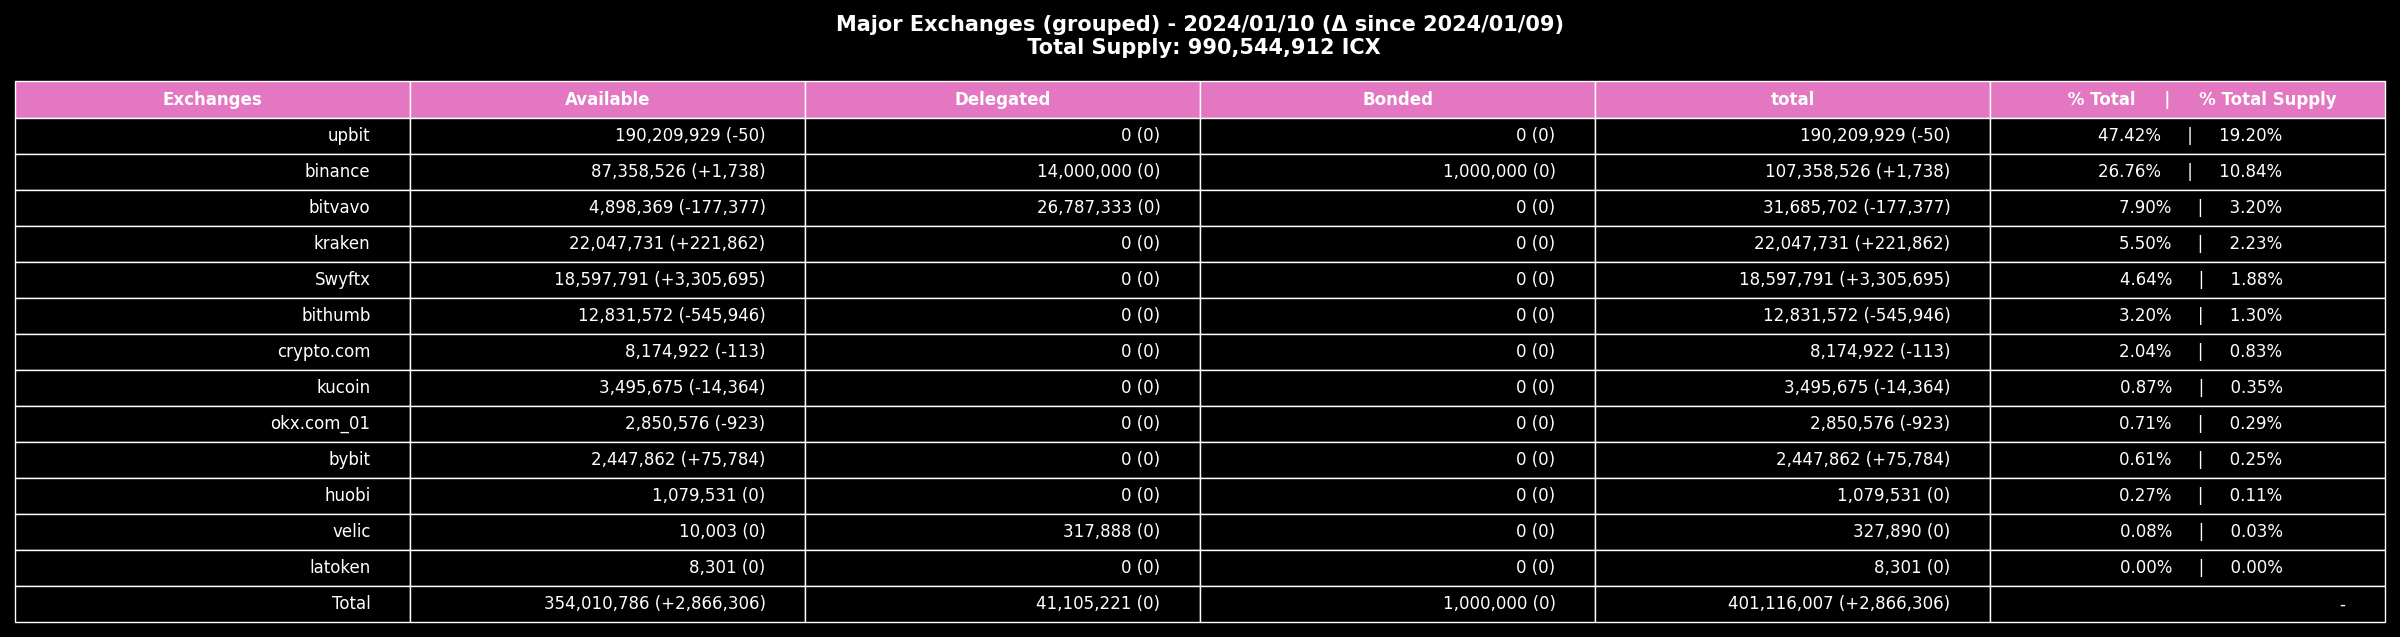 Major Exchanges (grouped) - 2024/01/10 (Δ since 2024/01/09)
Total Supply: 990,544,912 ICX
Exchanges Available Delegated Bonded total % Total | % Total Supply
upbit 190,209,929 (-50) 0 (0) 0 (0) 190,209,929 (-50) 47.42% | 19.20%
binance 87,358,526 (+1,738) 14,000,000 (0) 1,000,000 (0) 107,358,526 (+1,738) 26.76% | 10.84%
bitvavo 4,898,369 (-177,377) 26,787,333 (0) 0 (0) 31,685,702 (-177,377) 7.90% | 3.20%
kraken 22,047,731 (+221,862) 0 (0) 0 (0) 22,047,731 (+221,862) 5.50% | 2.23%
Swyftx 18,597,791 (+3,305,695) 0 (0) 0 (0) 18,597,791 (+3,305,695) 4.64% | 1.88%
bithumb 12,831,572 (-545,946) 0 (0) 0 (0) 12,831,572 (-545,946) 3.20% | 1.30%
crypto.com 8,174,922 (-113) 0 (0) 0 (0) 8,174,922 (-113) 2.04% | 0.83%
kucoin 3,495,675 (-14,364) 0 (0) 0 (0) 3,495,675 (-14,364) 0.87% | 0.35%
okx.com_01 2,850,576 (-923) 0 (0) 0 (0) 2,850,576 (-923) 0.71% | 0.29%
bybit 2,447,862 (+75,784) 0 (0) 0 (0) 2,447,862 (+75,784) 0.61% | 0.25%
huobi 1,079,531 (0) 0 (0) 0 (0) 1,079,531 (0) 0.27% | 0.11%
velic 10,003 (0) 317,888 (0) 0 (0) 327,890 (0) 0.08% | 0.03%
latoken 8,301 (0) 0 (0) 0 (0) 8,301 (0) 0.00% | 0.00%
Total 354,010,786 (+2,866,306) 41,105,221 (0) 1,000,000 (0) 401,116,007 (+2,866,306) -